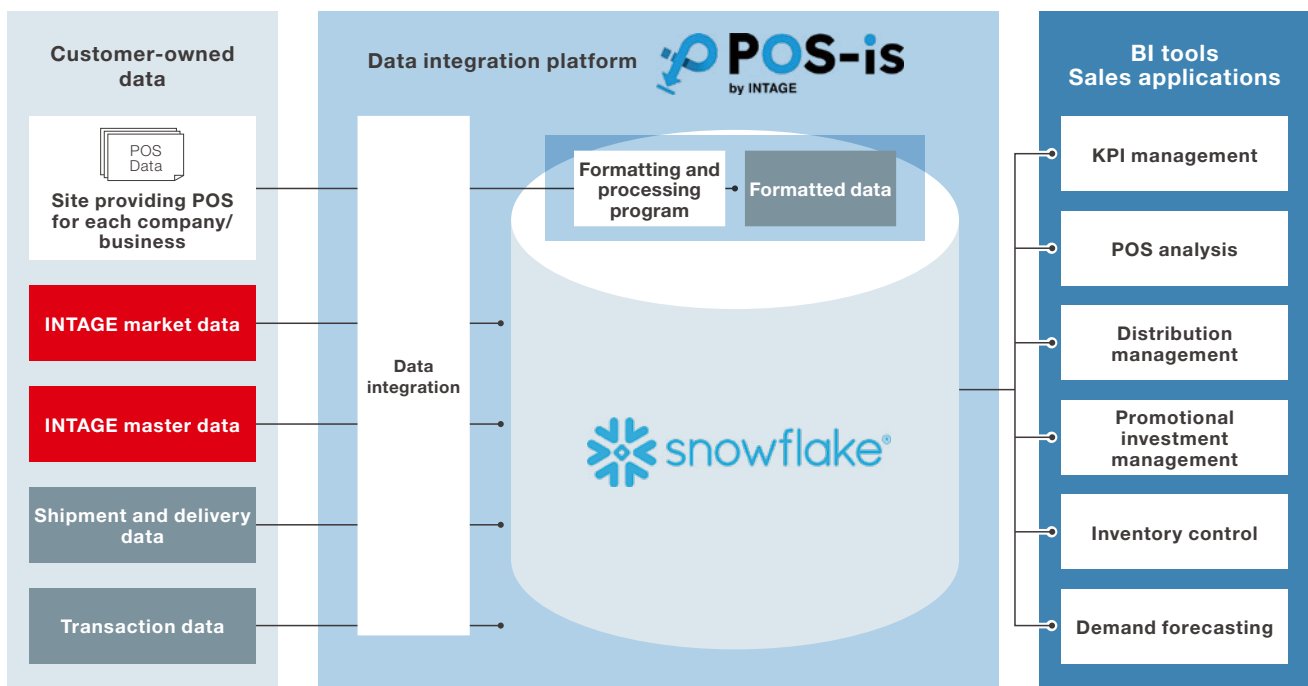 Customer-owned
data
POS
Data
Site providing POS
for each company/
business
INTAGE market data
INTAGE master data
Shipment and delivery
data
Transaction data
Data integration platform
POS-is
by INTAGE
Data
integration
Formatting and
processing
program
Formatted data
snowflake®
BI tools
Sales applications
KPI management
POS analysis
Distribution
management
Promotional
investment
management
Inventory control
Demand forecasting